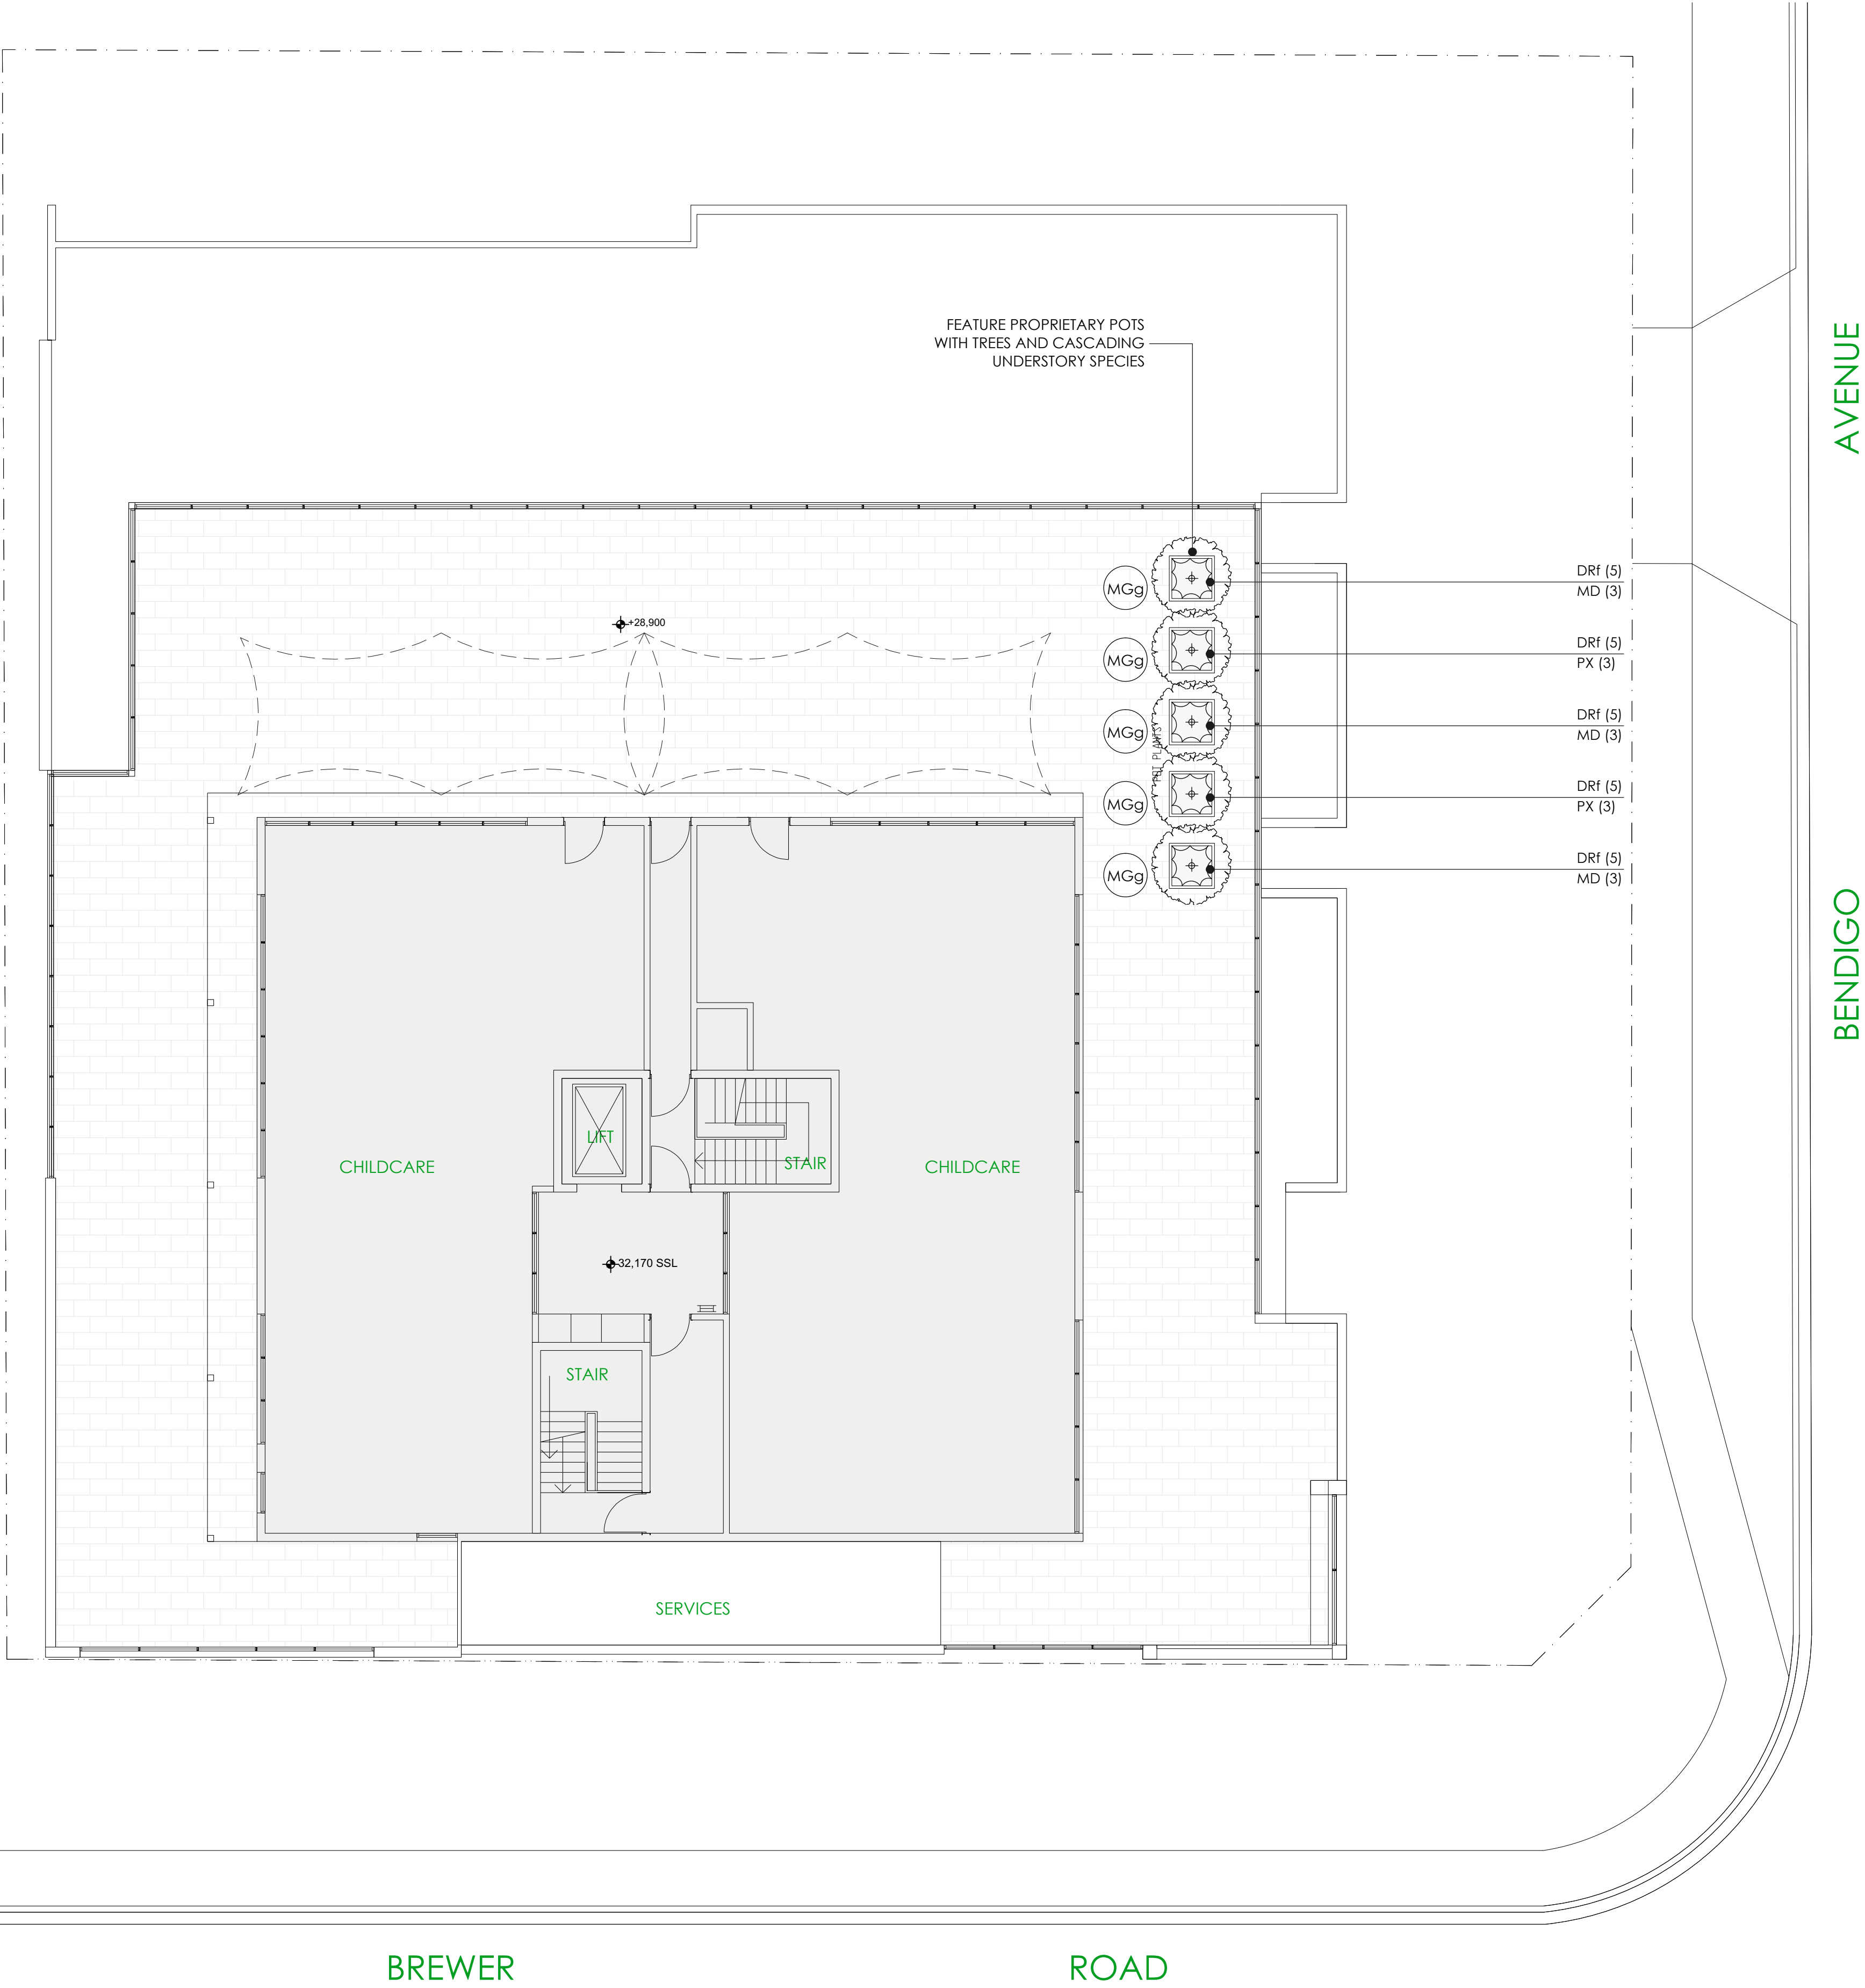 FEATURE PROPRIETARY POTS
WITH TREES AND CASCADING
UNDERSTORY SPECIES
AVENUE
DRf (5)
MGg
MD (3)
+28,900
DRf (5)
MGg
PX (3)
DRf (5)
MGg
MD (3)
POT PLANTS
DRf (5)
MGg
PX (3)
DRf (5)
MGg
MD (3)
BENDIGO
LIFT
STAIR
CHILDCARE
CHILDCARE
32,170 SSL
STAIR
SERVICES
BREWER ROAD